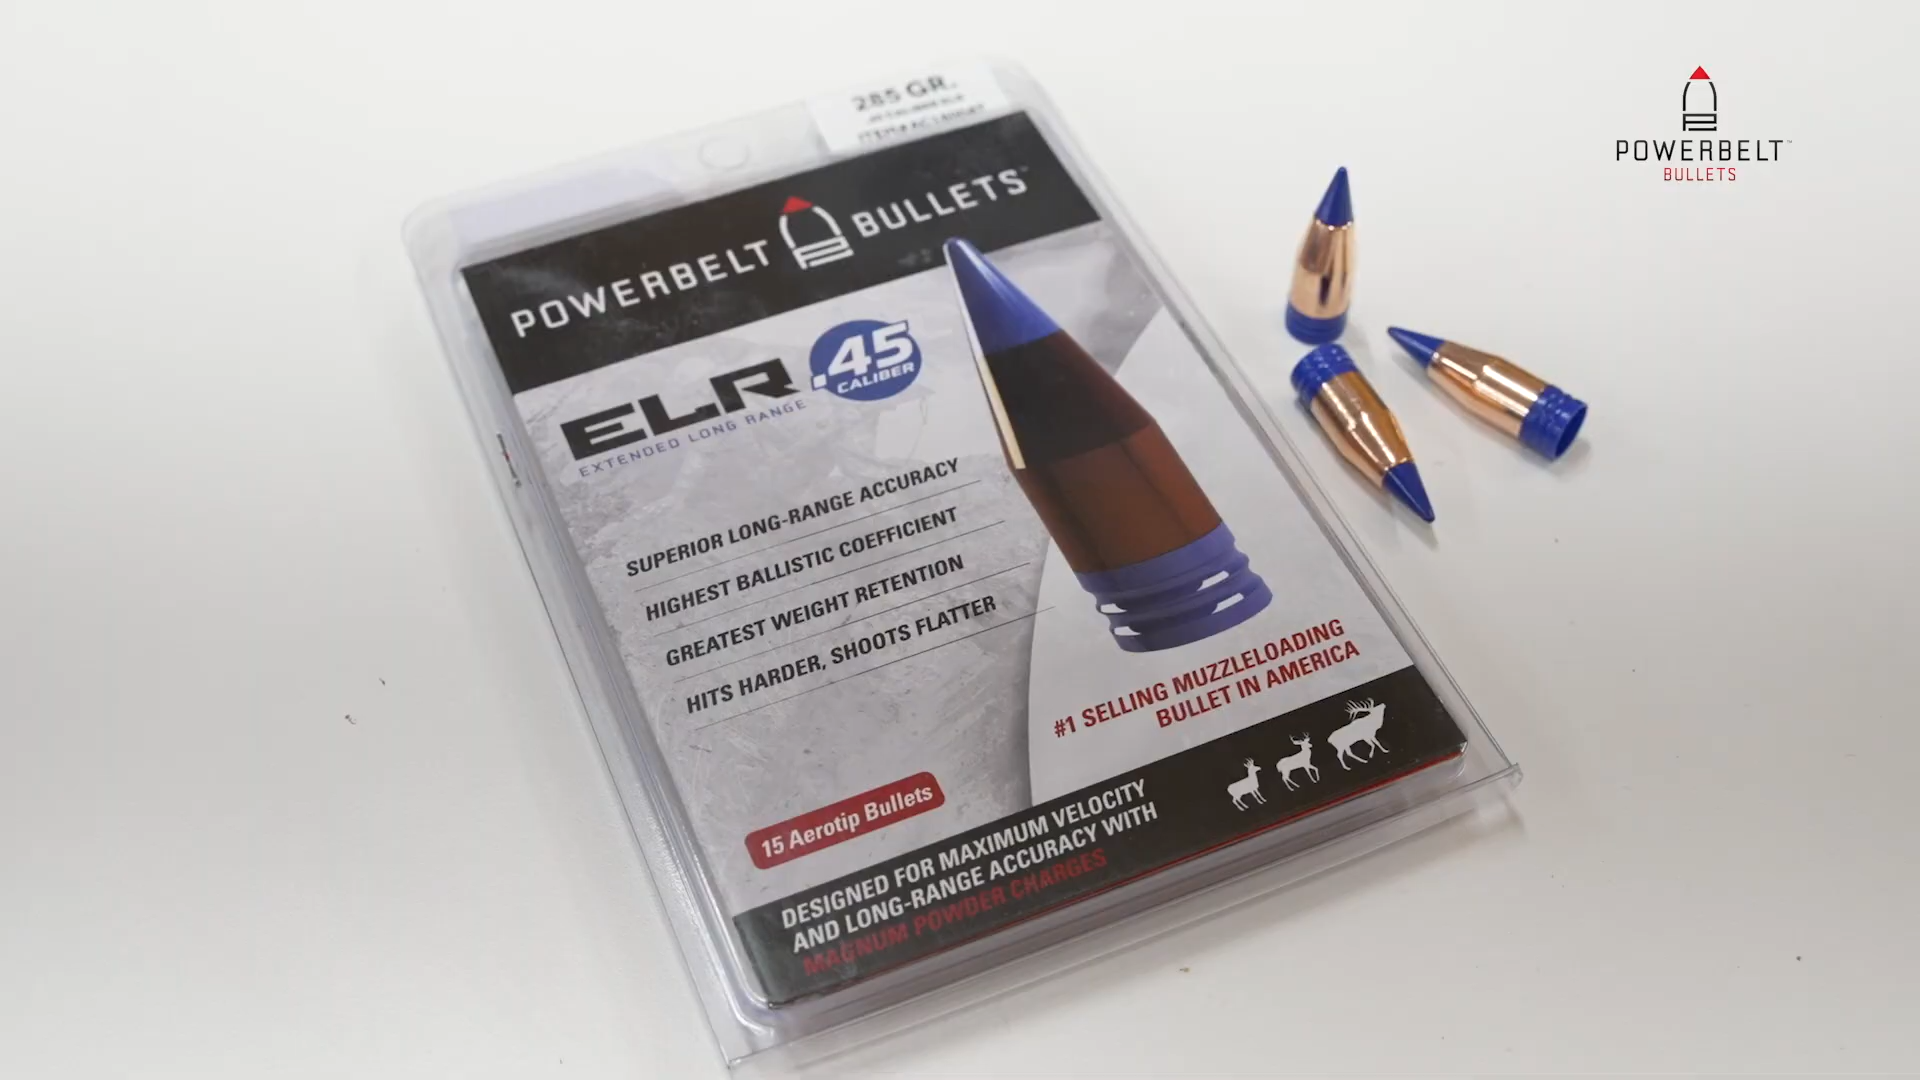 285 GR.
POWERBELT BULLETS™
ELR
EXTENDED LONG RANGE
.45
CALIBER
SUPERIOR LONG-RANGE ACCURACY
HIGHEST BALLISTIC COEFFICIENT
GREATEST WEIGHT RETENTION
HITS HARDER, SHOOTS FLATTER
#1 SELLING MUZZLELOADING
BULLET IN AMERICA
15 Aerotip Bullets
DESIGNED FOR MAXIMUM VELOCITY
AND LONG-RANGE ACCURACY WITH
MAGNUM POWDER CHARGES
POWERBELT™
BULLETS